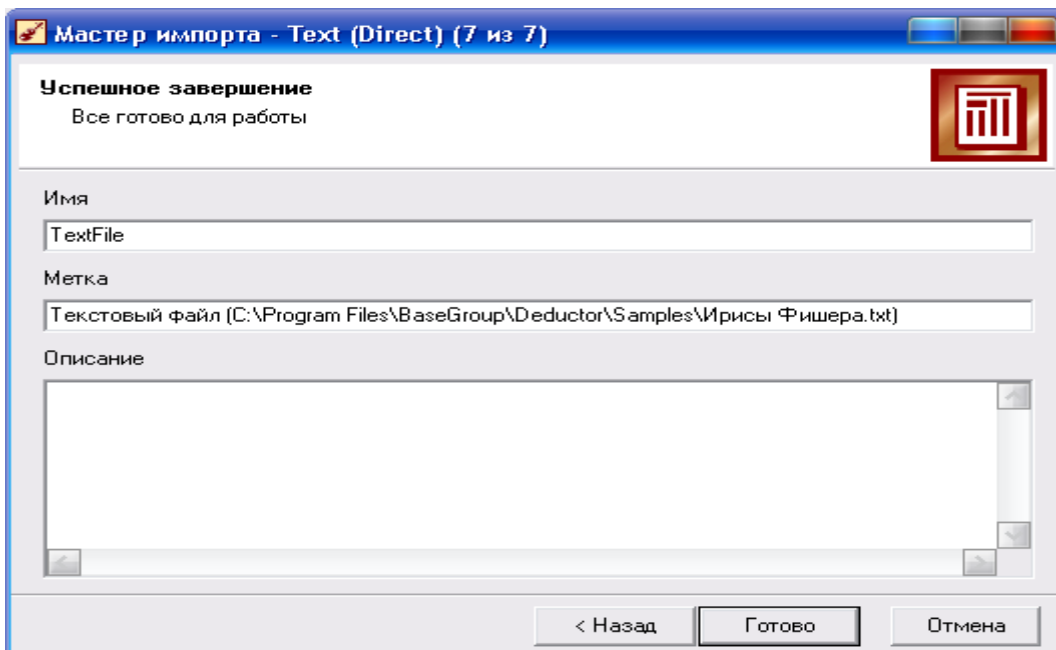 Мастер импорта - Text (Direct) (7 из 7)
Успешное завершение
Все готово для работы
Имя
TextFile
Метка
Текстовый файл (C:\Program Files\BaseGroup\Deductor\Samples\Ирисы Фишера.txt)
Описание
< Назад Готово Отмена